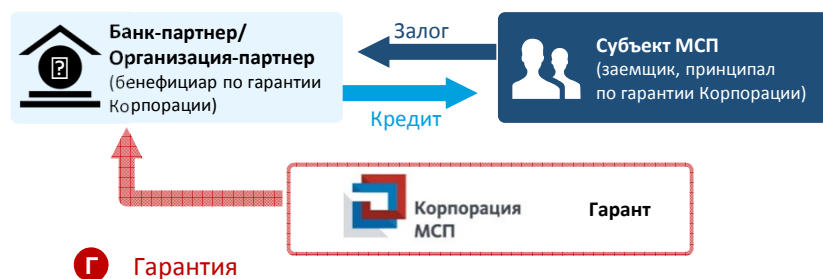 Банк-партнер/
Организация-партнер
(бенефициар по гарантии
Корпорации)
Залог
Кредит
Субъект МСП
(заемщик, принципал
по гарантии Корпорации)
Корпорация
МСП
Гарант
Г Гарантия